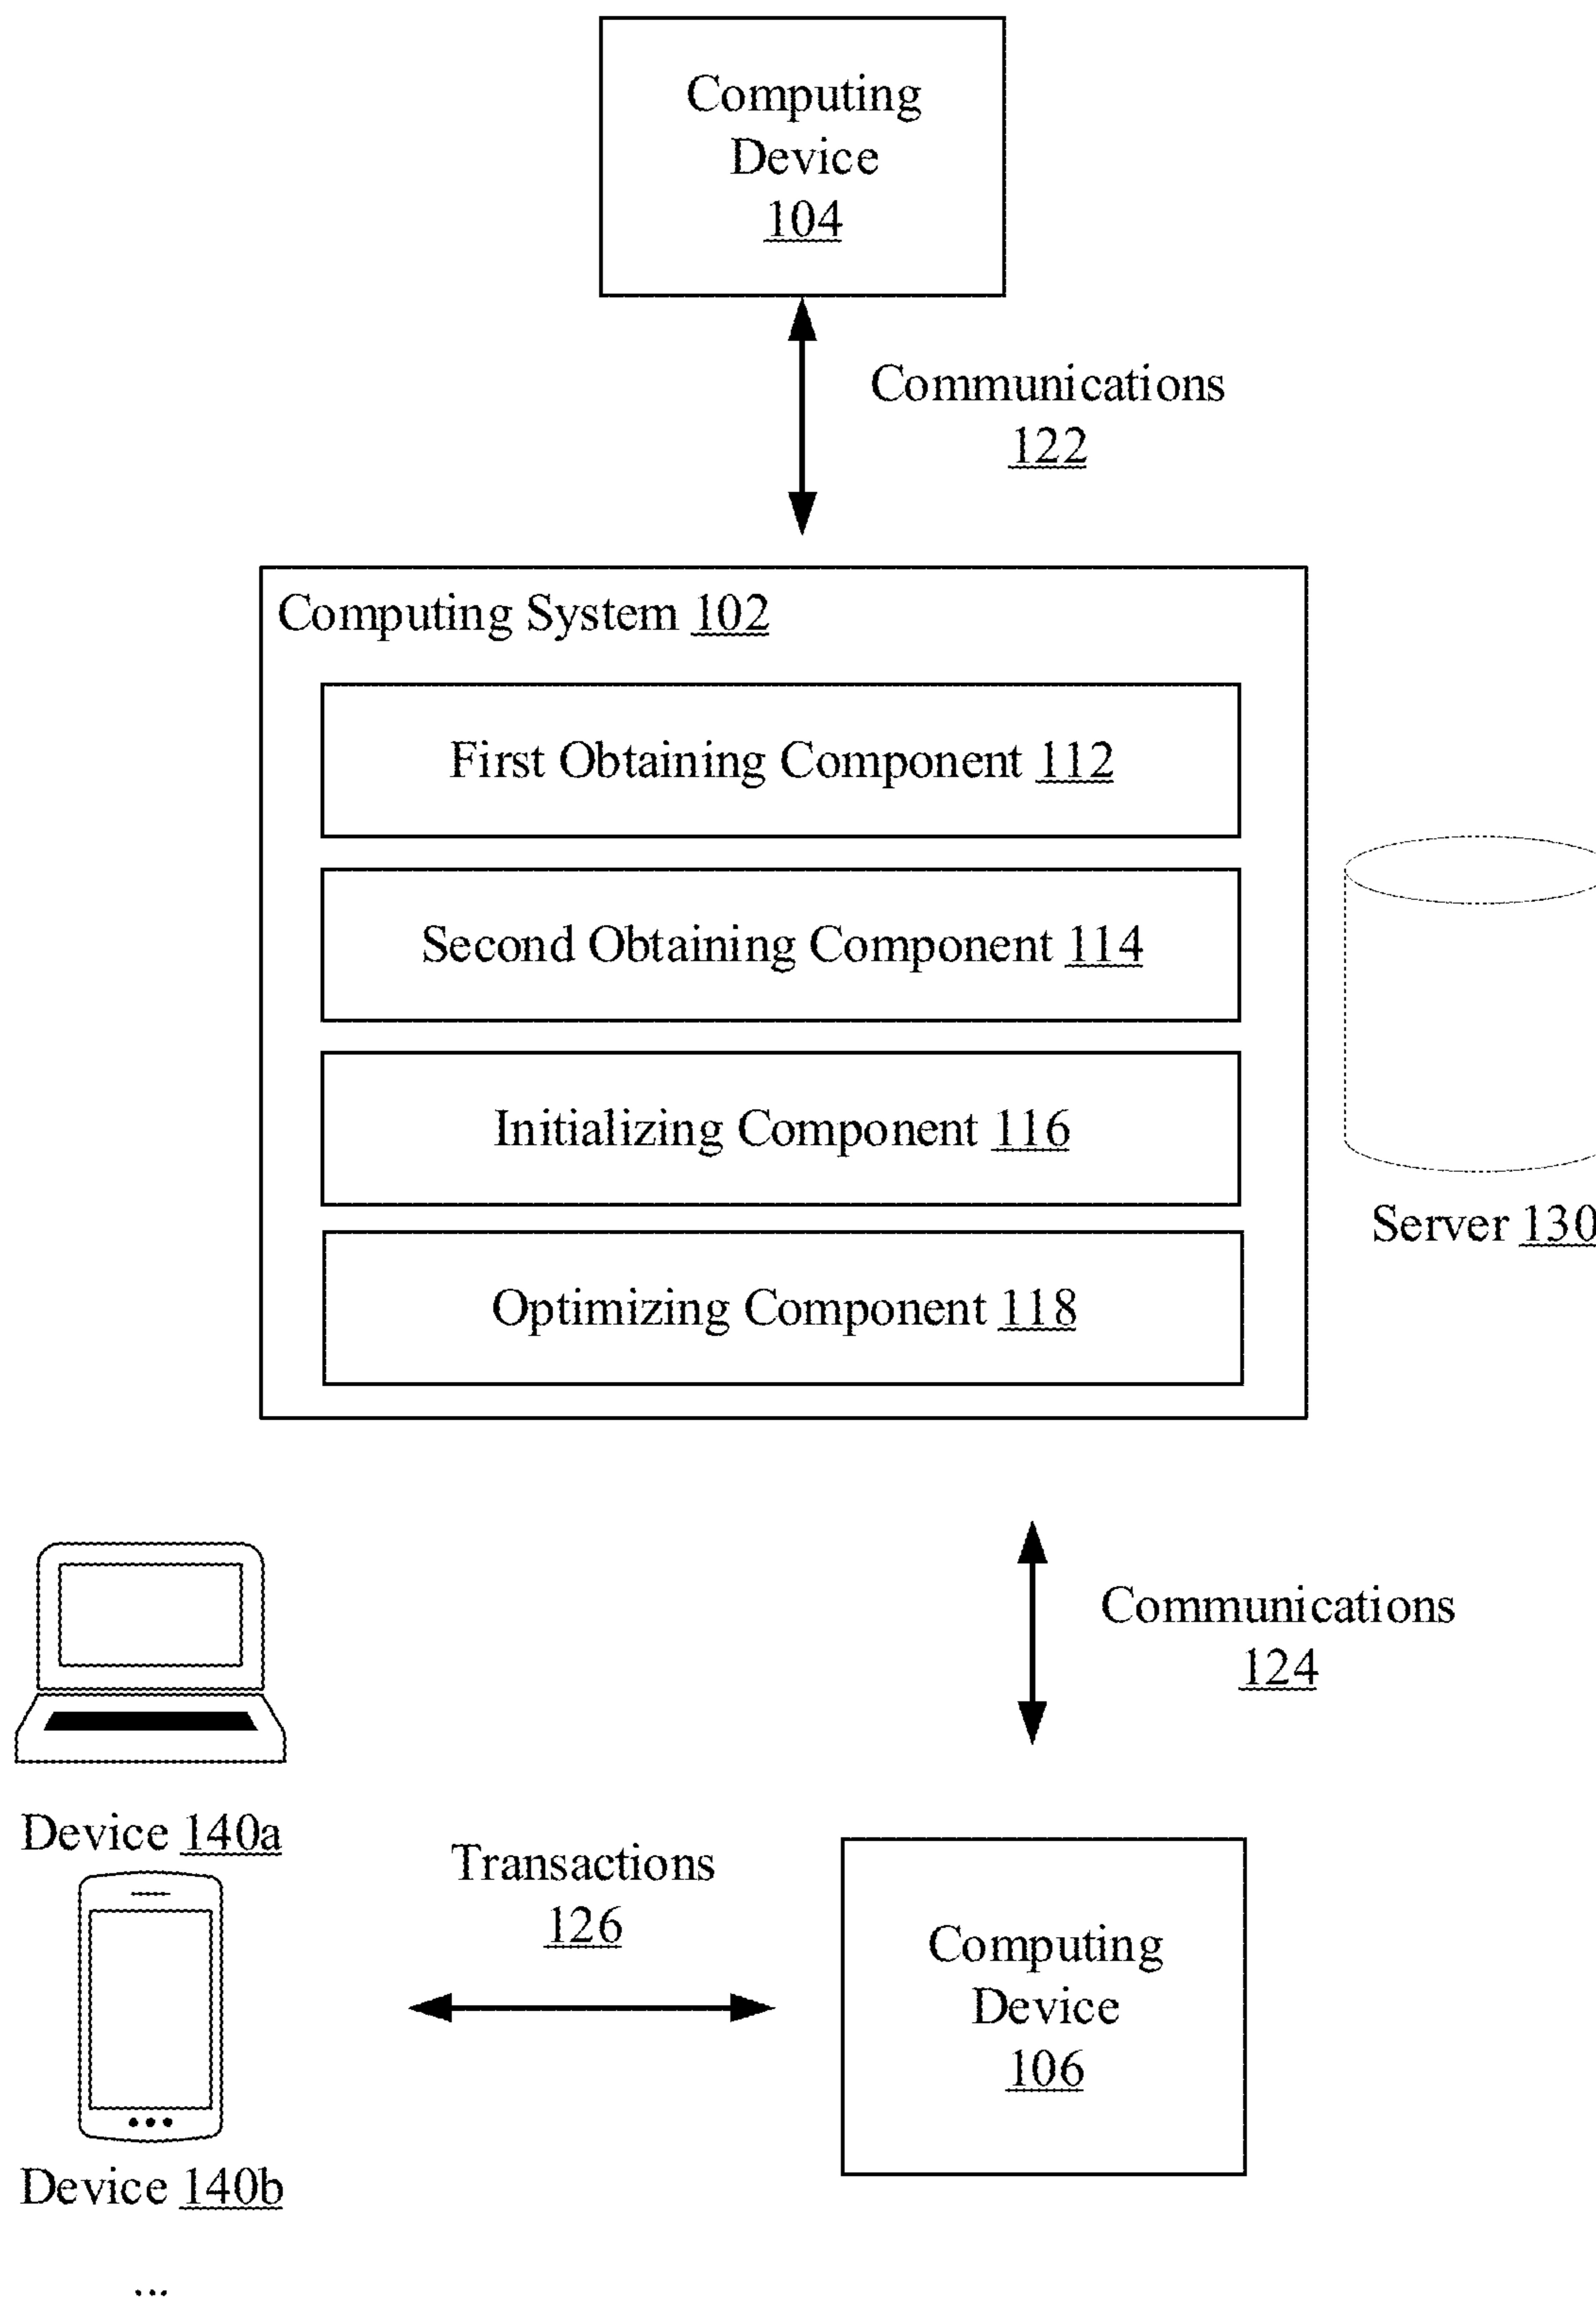 Computing
Device
104
Communications
122
Computing System 102
First Obtaining Component 112
Second Obtaining Component 114
Initializing Component 116
Server 130
Optimizing Component 118
Communications
124
Device 140a
Transactions
126
Computing
Device
106
Device 140b
...